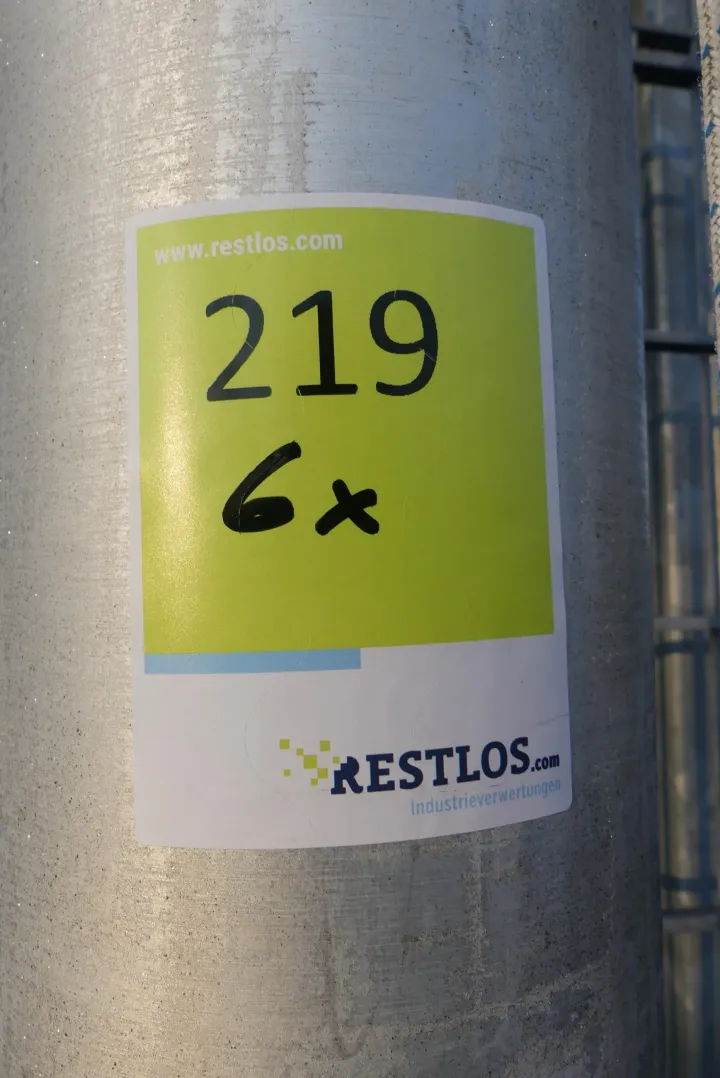 www.restlos.com
219
6x
RESTLOS.com
Industrieverwertungen